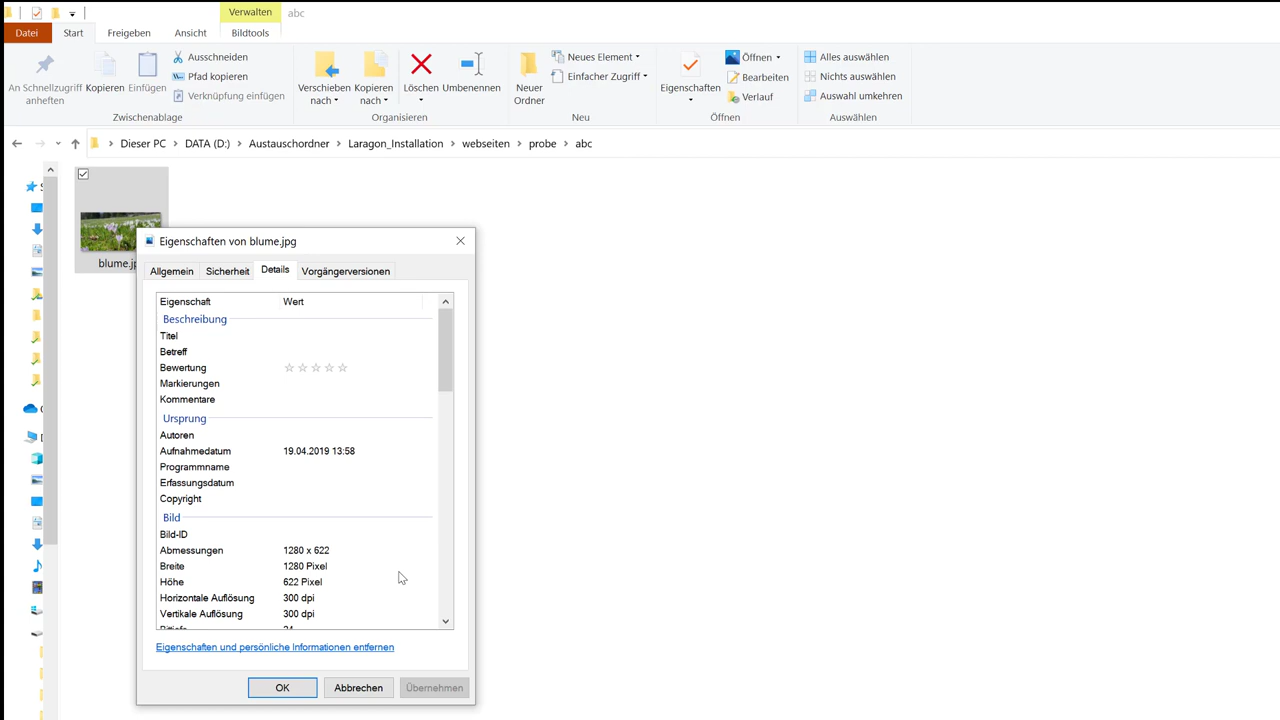 Verwalten
abc
Datei
Start
Freigeben
Ansicht
Bildtools
An Schnellzugriff
anheften
Kopieren
Einfügen
Ausschneiden
Pfad kopieren
Verknüpfung einfügen
Zwischenablage
Verschieben
nach
Kopieren
nach
Löschen
Umbenennen
Organisieren
Neuer
Ordner
Neues Element
Einfacher Zugriff
Neu
Eigenschaften
Öffnen
Bearbeiten
Verlauf
Öffnen
Alles auswählen
Nichts auswählen
Auswahl umkehren
Auswählen
Dieser PC > DATA (D:) > Austauschordner > Laragon_Installation > webseiten > probe > abc
Eigenschaften von blume.jpg
Allgemein
Sicherheit
Details
Vorgängerversionen
Eigenschaft Wert
Beschreibung
Titel
Betreff
Bewertung
Markierungen
Kommentare
Ursprung
Autoren
Aufnahmedatum 19.04.2019 13:58
Programmname
Erfassungsdatum
Copyright
Bild
Bild-ID
Abmessungen 1280 x 622
Breite 1280 Pixel
Höhe 622 Pixel
Horizontale Auflösung 300 dpi
Vertikale Auflösung 300 dpi
Eigenschaften und persönliche Informationen entfernen
OK
Abbrechen
Übernehmen